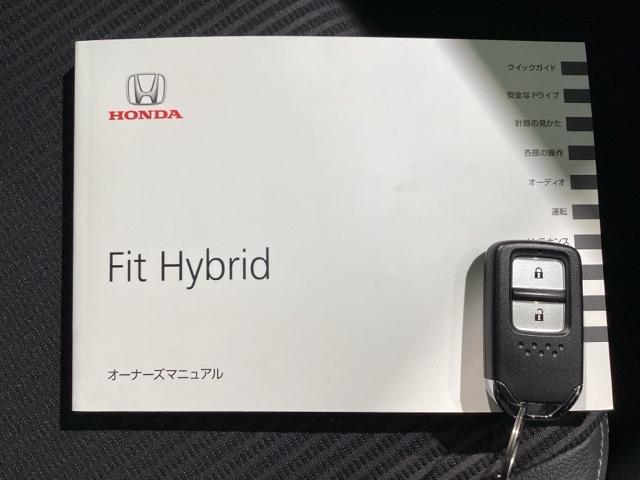 HONDA
クイックガイド
安全なドライブ
計器の見かた
各部の操作
オーディオ
運転
Fit Hybrid
オーナーズマニュアル